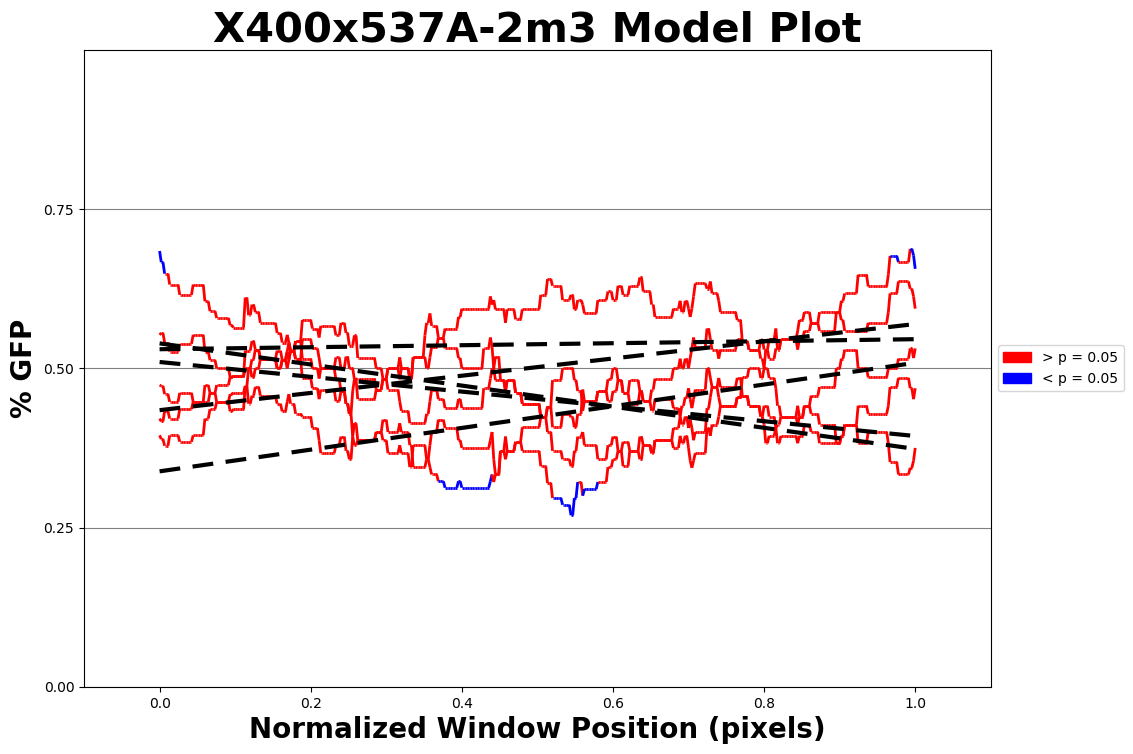 X400x537A-2m3 Model Plot
% GFP
0.75
0.50
0.25
0.00
0.0 0.2 0.4 0.6 0.8 1.0
Normalized Window Position (pixels)
> p = 0.05
< p = 0.05